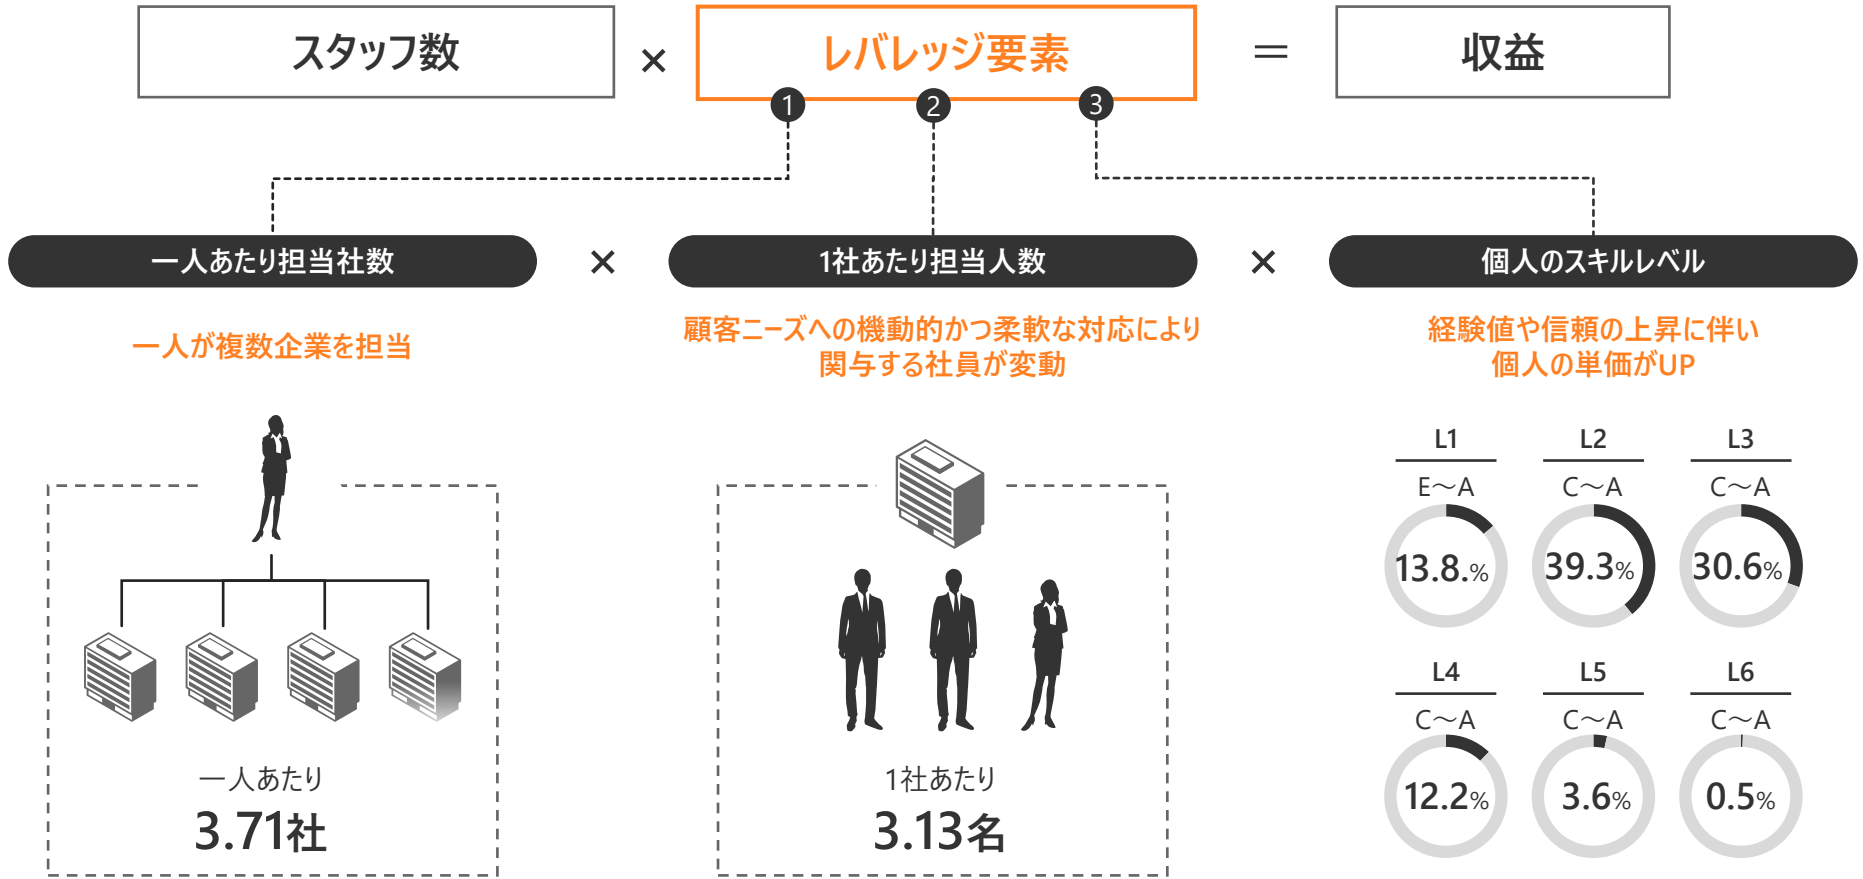 スタッフ数 × レバレッジ要素 ＝ 収益
1 2 3
一人あたり担当社数 × 1社あたり担当人数 × 個人のスキルレベル
一人が複数企業を担当
顧客ニーズへの機動的かつ柔軟な対応により
関与する社員が変動
経験値や信頼の上昇に伴い
個人の単価がUP
一人あたり
3.71社
1社あたり
3.13名
L1 L2 L3
E～A C～A C～A
13.8.% 39.3% 30.6%
L4 L5 L6
C～A C～A C～A
12.2% 3.6% 0.5%